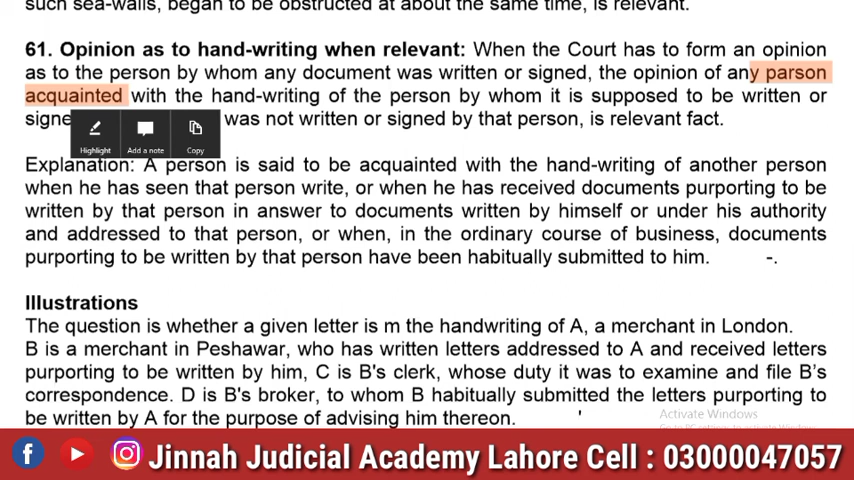 such sea-walls, began to be obstructed at about the same time, is relevant.
61. Opinion as to hand-writing when relevant: When the Court has to form an opinion
as to the person by whom any document was written or signed, the opinion of any parson
acquainted with the hand-writing of the person by whom it is supposed to be written or
signe was not written or signed by that person, is relevant fact.
Highlight Add a note Copy
Explanation: A person is said to be acquainted with the hand-writing of another person
when he has seen that person write, or when he has received documents purporting to be
written by that person in answer to documents written by himself or under his authority
and addressed to that person, or when, in the ordinary course of business, documents
purporting to be written by that person have been habitually submitted to him. -.
Illustrations
The question is whether a given letter is m the handwriting of A, a merchant in London.
B is a merchant in Peshawar, who has written letters addressed to A and received letters
purporting to be written by him, C is B's clerk, whose duty it was to examine and file B's
correspondence. D is B's broker, to whom B habitually submitted the letters purporting to
be written by A for the purpose of advising him thereon. '
Activate Windows
Jinnah Judicial Academy Lahore Cell : 03000047057